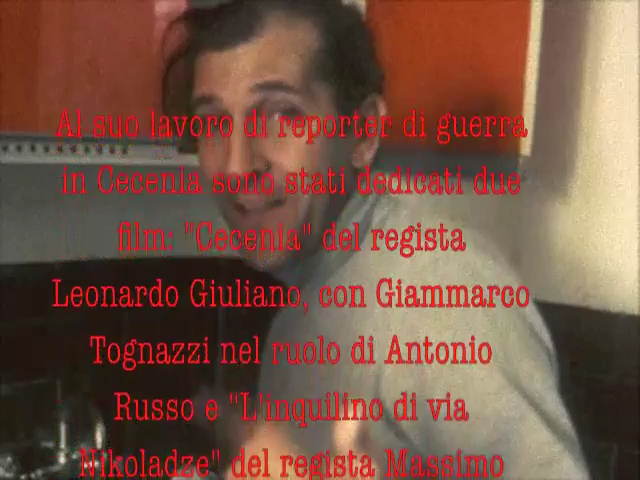 Al suo lavoro di reporter di guerra
in Cecenia sono stati dedicati due
film: "Cecenia" del regista
Leonardo Giuliano, con Giammarco
Tognazzi nel ruolo di Antonio
Russo e "L'inquilino di via
Nikoladze" del regista Massimo